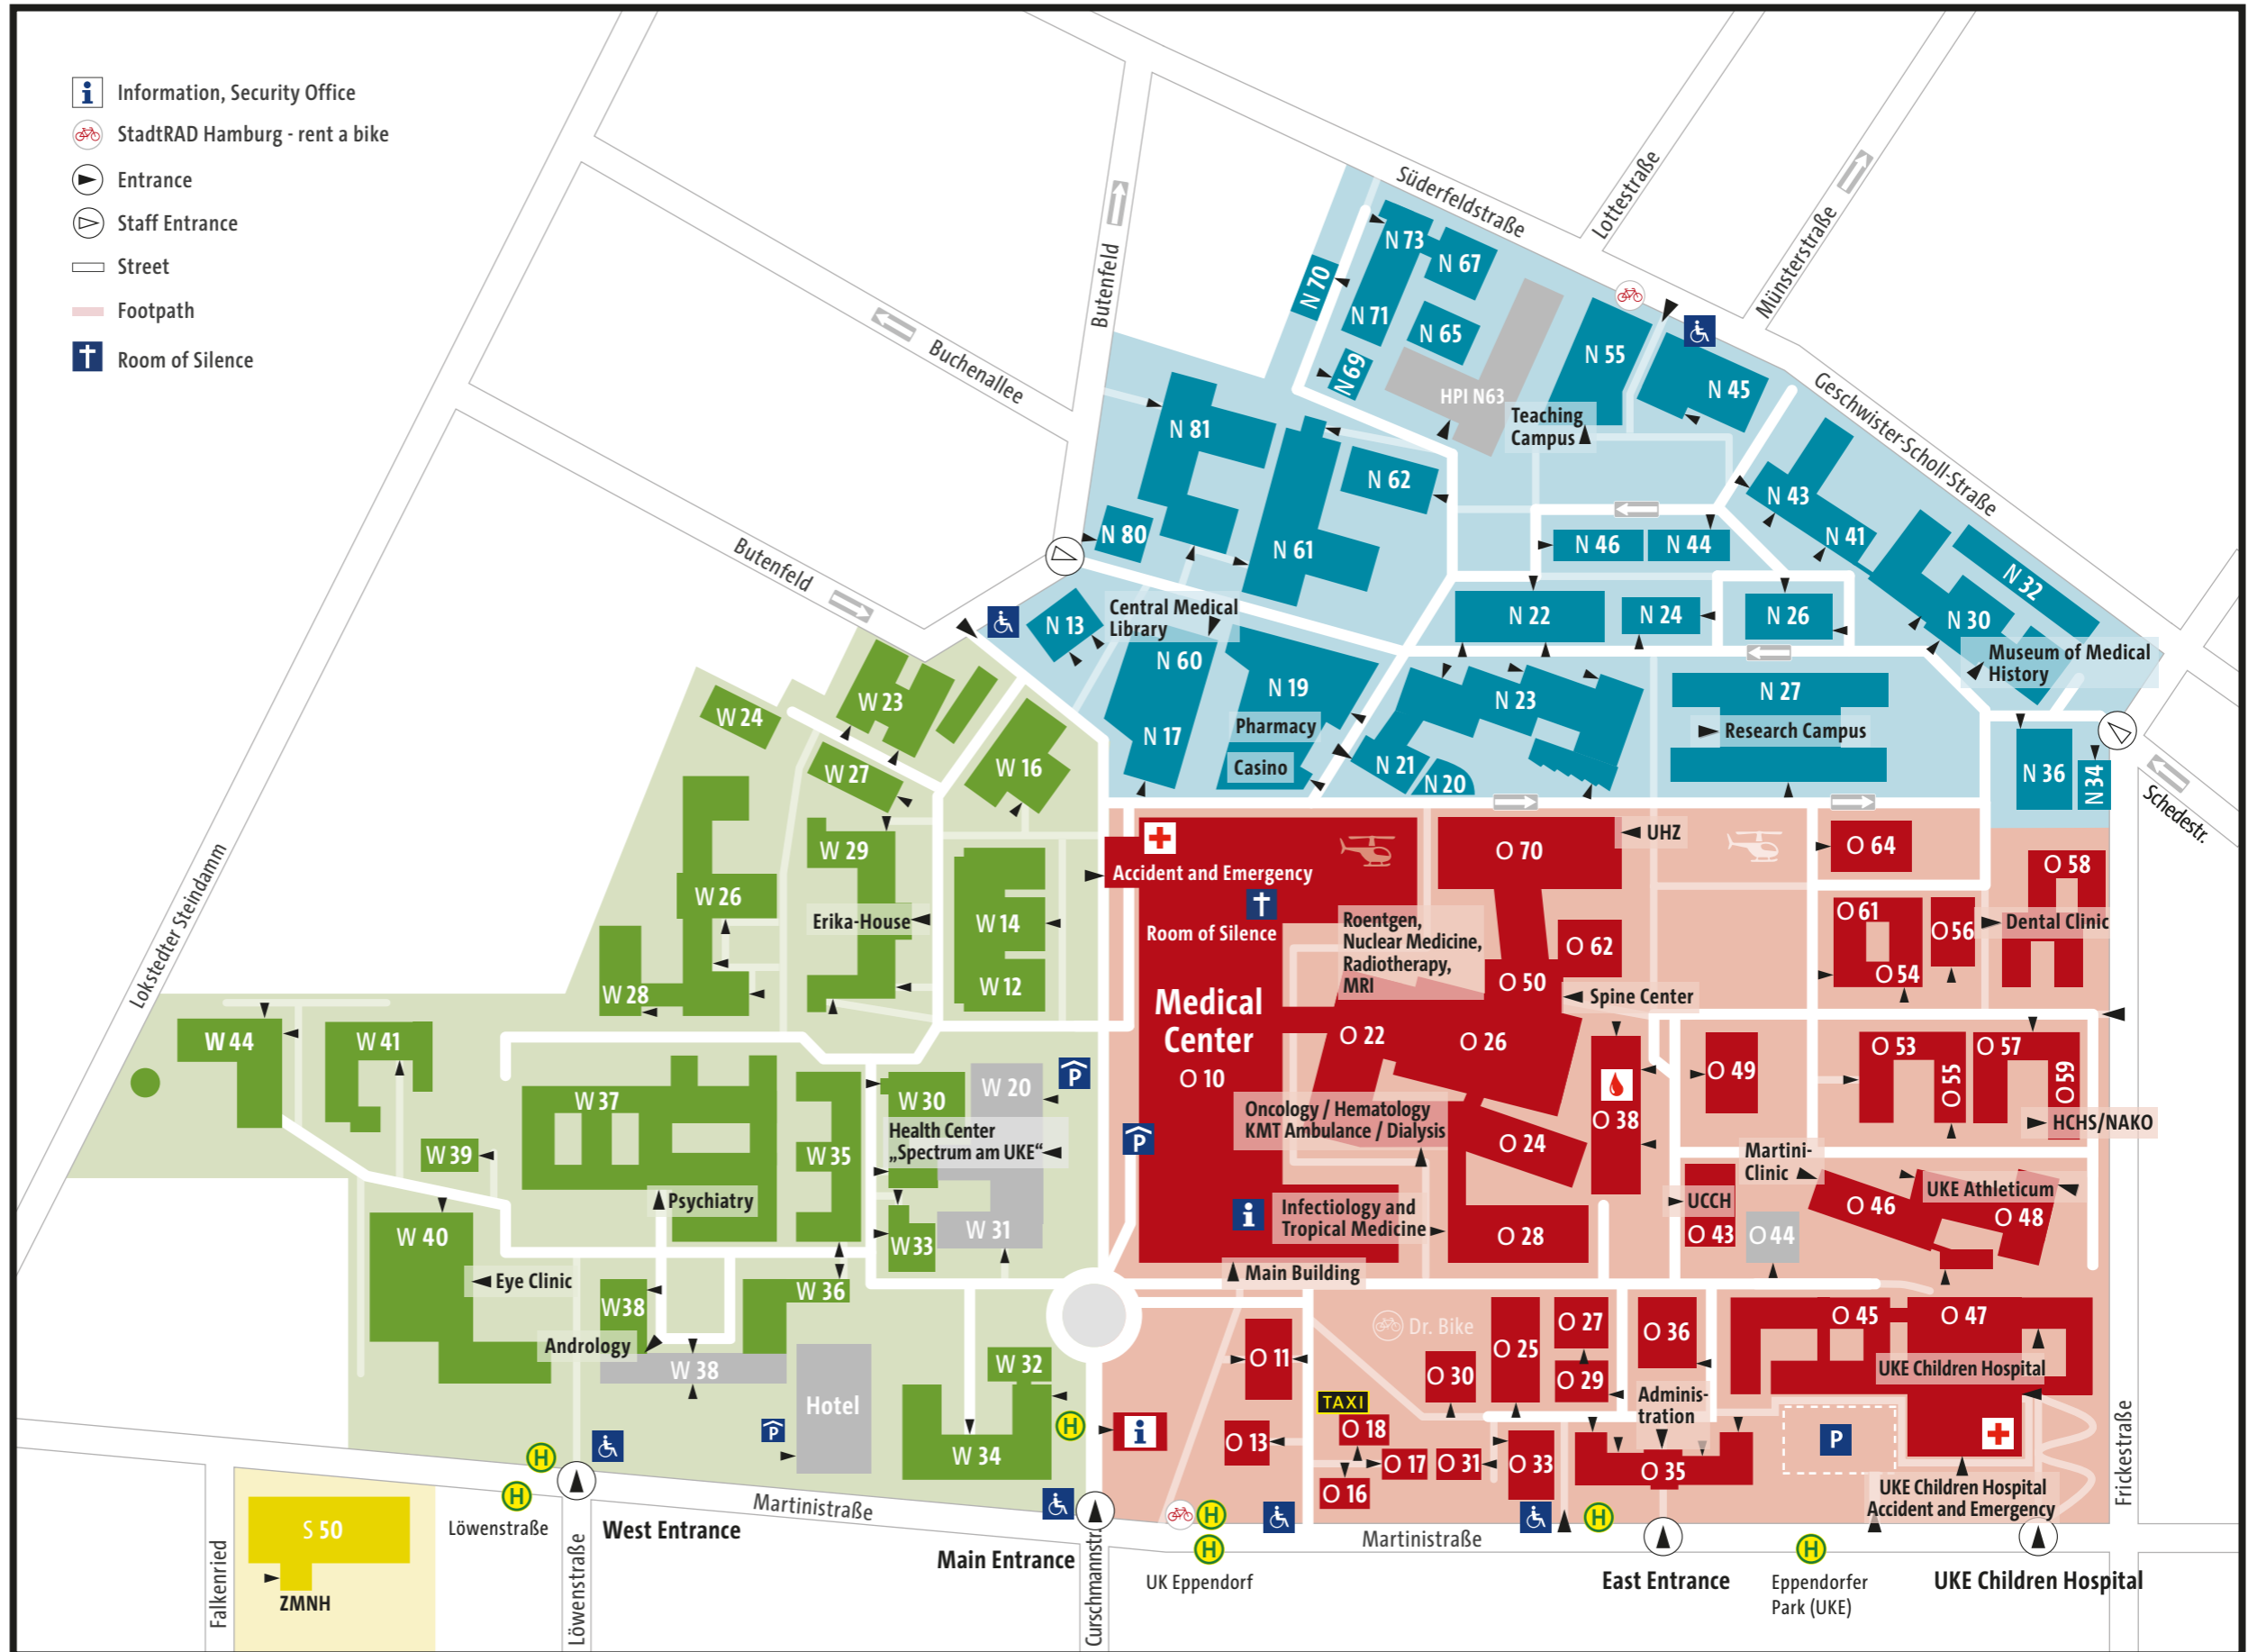 Information, Security Office
StadtRAD Hamburg - rent a bike
Entrance
Staff Entrance
Street
Footpath
Room of Silence
Süderfeldstraße
Lottestraße
Münsterstraße
Geschwister-Scholl-Straße
Butenfeld
Buchenallee
Butenfeld
Lokstedter Steindamm
Schedestr.
Frickestraße
N 73
N 67
N 70
N 71
N 65
N 69
HPI N63
N 55
N 45
Teaching
Campus
N 81
N 62
N 80
N 61
N 43
N 41
N 46
N 44
N 32
N 30
N 13
Central Medical
Library
N 22
N 24
N 26
Museum of Medical
History
N 60
N 19
N 23
N 27
N 17
Pharmacy
Casino
N 21
N 20
Research Campus
N 36
N 34
W 24
W 23
W 27
W 16
W 29
W 26
Erika-House
W 14
W 12
W 28
W 44
W 41
W 37
W 39
W 35
W 30
W 20
Health Center
„Spectrum am UKE“
W 31
W 33
Psychiatry
W 40
Eye Clinic
W38
W 36
Andrology
W 38
Hotel
W 32
W 34
P
P
P
Accident and Emergency
Room of Silence
Medical
Center
O 10
O 70
UHZ
O 64
O 58
Roentgen,
Nuclear Medicine,
Radiotherapy,
MRI
O 62
O 50
O 61
O 56
O 54
Dental Clinic
Spine Center
O 22
O 26
O 49
O 53
O 55
O 57
O 59
HCHS/NAKO
Oncology / Hematology
KMT Ambulance / Dialysis
O 24
O 38
Martini-
Clinic
UKE Athleticum
UCCH
O 43
O 44
O 46
O 48
i
Infectiology and
Tropical Medicine
O 28
Main Building
Dr. Bike
O 11
O 25
O 27
O 36
O 45
O 47
O 30
O 29
UKE Children Hospital
TAXI
Adminis-
tration
O 18
O 13
O 17
O 31
O 33
O 16
O 35
P
i
UKE Children Hospital
Accident and Emergency
H
H
H
H
H
H
H
S 50
ZMNH
Falkenried
Löwenstraße
Löwenstraße
West Entrance
Martinistraße
Main Entrance
Curschmannstr.
UK Eppendorf
Martinistraße
East Entrance
Eppendorfer
Park (UKE)
UKE Children Hospital